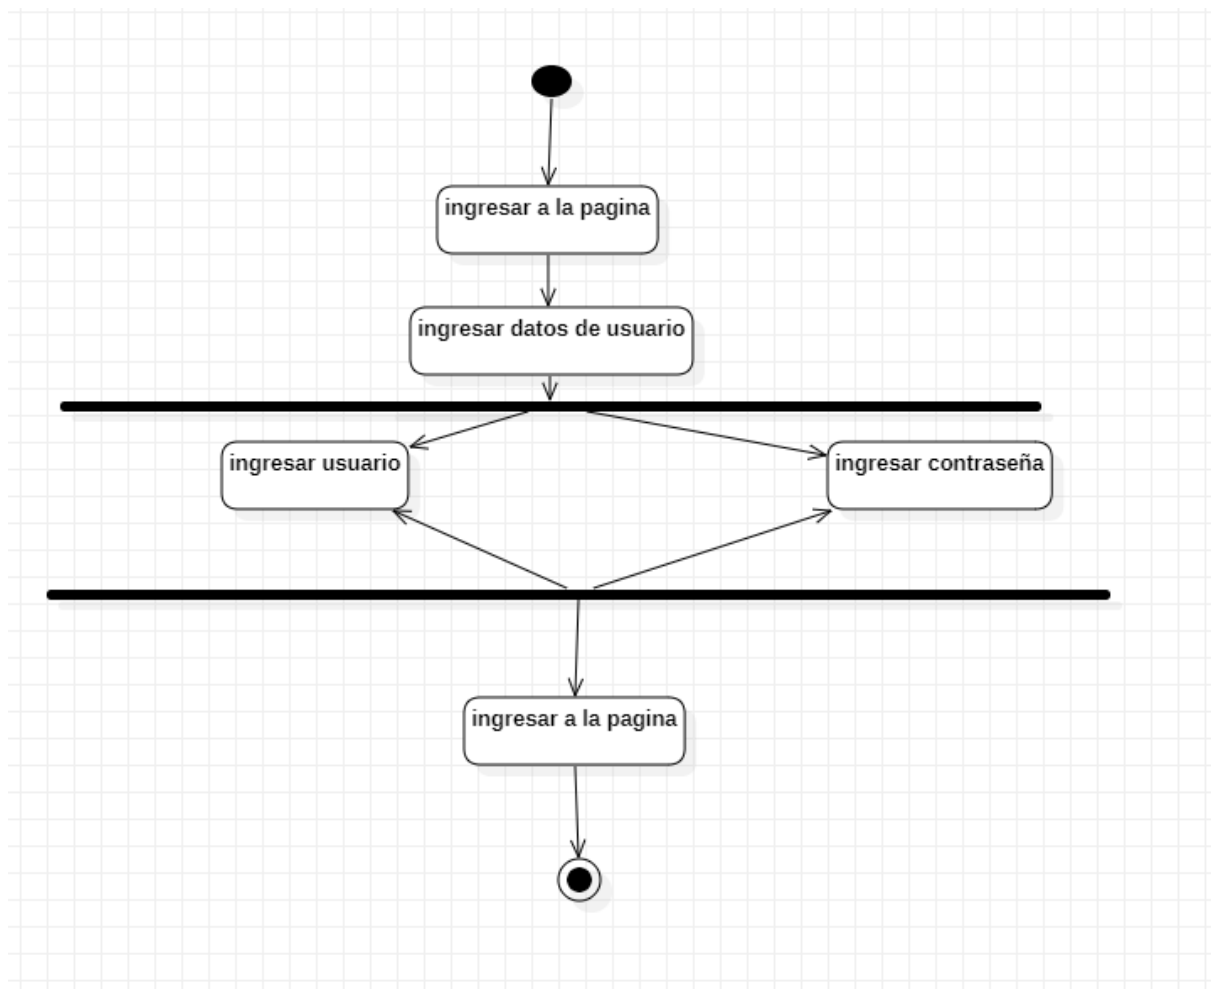 ingresar a la pagina
ingresar datos de usuario
ingresar usuario
ingresar contraseña
ingresar a la pagina